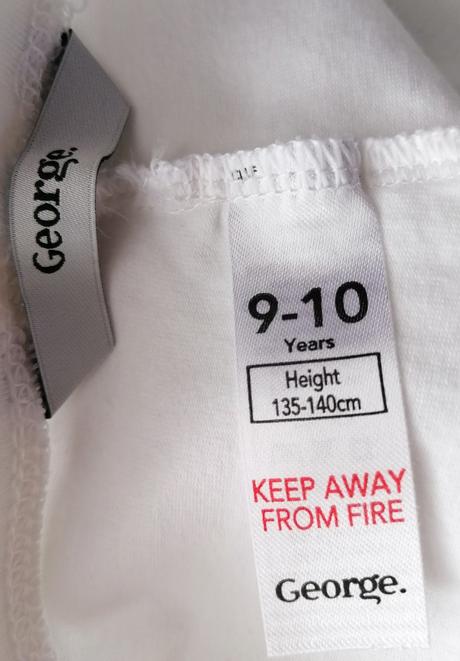 George.
9-10
Years
Height
135-140cm
KEEP AWAY
FROM FIRE
George.